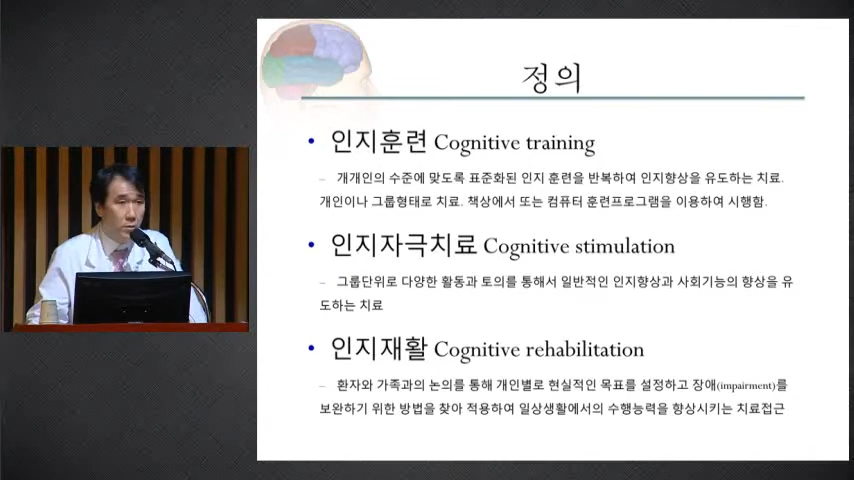 정의
• 인지훈련 Cognitive training
– 개개인의 수준에 맞도록 표준화된 인지 훈련을 반복하여 인지향상을 유도하는 치료.
개인이나 그룹형태로 치료. 책상에서 또는 컴퓨터 훈련프로그램을 이용하여 시행함.
• 인지자극치료 Cognitive stimulation
– 그룹단위로 다양한 활동과 토의를 통해서 일반적인 인지향상과 사회기능의 향상을 유
도하는 치료
• 인지재활 Cognitive rehabilitation
– 환자와 가족과의 논의를 통해 개인별로 현실적인 목표를 설정하고 장애(impairment)를
보완하기 위한 방법을 찾아 적용하여 일상생활에서의 수행능력을 향상시키는 치료접근